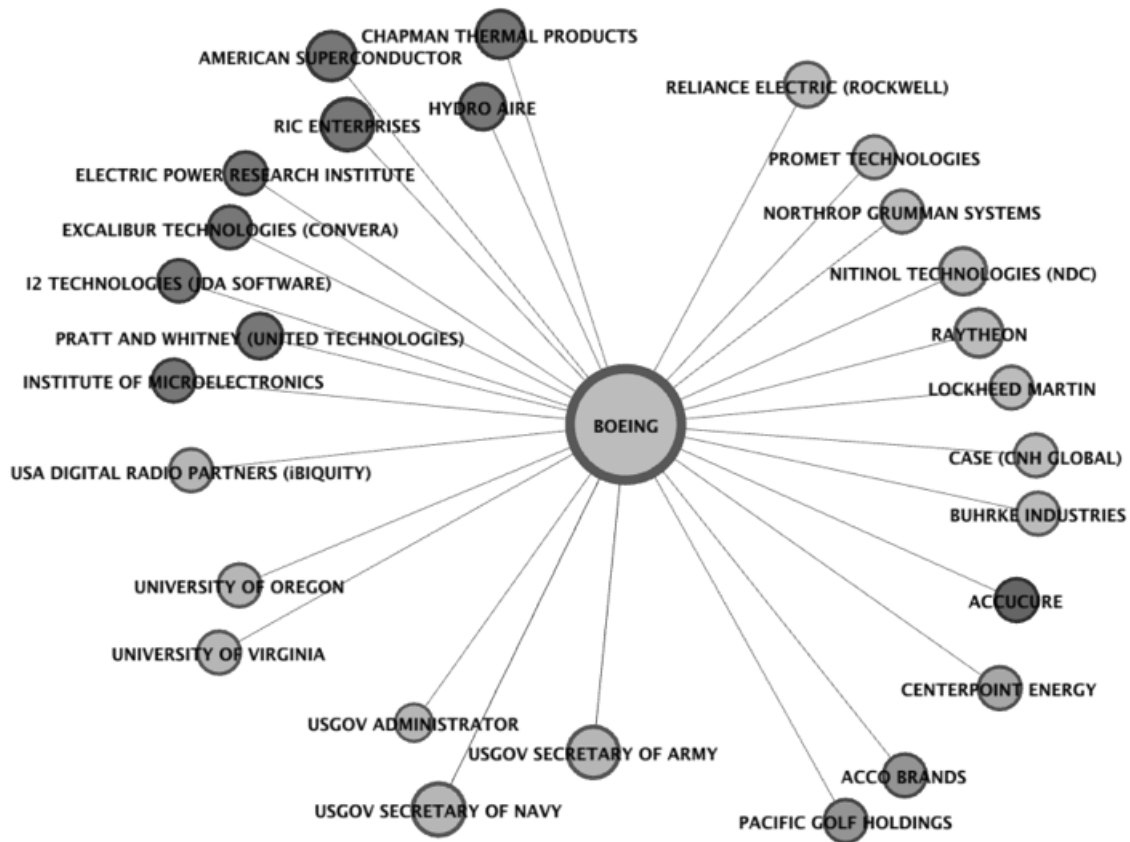 CHAPMAN THERMAL PRODUCTS
AMERICAN SUPERCONDUCTOR
RELIANCE ELECTRIC (ROCKWELL)
HYDRO AIRE
RIC ENTERPRISES
PROMET TECHNOLOGIES
ELECTRIC POWER RESEARCH INSTITUTE
NORTHROP GRUMMAN SYSTEMS
EXCALIBUR TECHNOLOGIES (CONVERA)
NITINOL TECHNOLOGIES (NDC)
I2 TECHNOLOGIES (JDA SOFTWARE)
RAYTHEON
PRATT AND WHITNEY (UNITED TECHNOLOGIES)
INSTITUTE OF MICROELECTRONICS
LOCKHEED MARTIN
BOEING
CASE (CNH GLOBAL)
USA DIGITAL RADIO PARTNERS (iBIQUITY)
BUHRKE INDUSTRIES
UNIVERSITY OF OREGON
ACCUCURE
UNIVERSITY OF VIRGINIA
CENTERPOINT ENERGY
USGOV ADMINISTRATOR
USGOV SECRETARY OF ARMY
ACCO BRANDS
USGOV SECRETARY OF NAVY
PACIFIC GOLF HOLDINGS